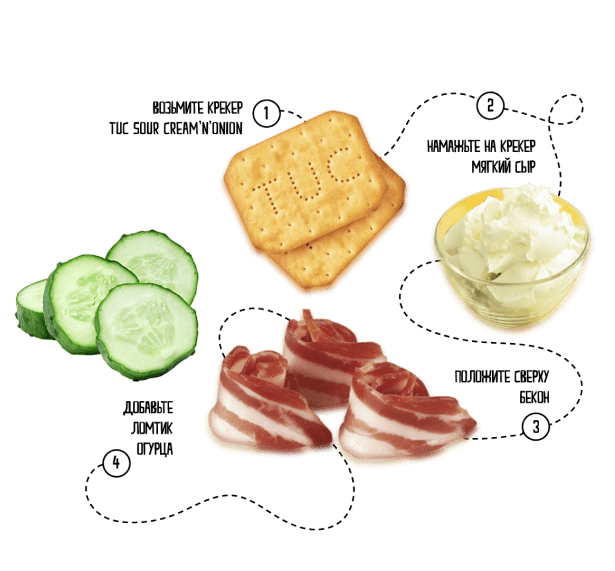 1
ВОЗЬМИТЕ КРЕКЕР
TUC SOUR CREAM'N'ONION
TUC
2
НАМАЖЬТЕ НА КРЕКЕР
МЯГКИЙ СЫР
ПОЛОЖИТЕ СВЕРХУ
БЕКОН
3
ДОБАВЬТЕ
ЛОМТИК
ОГУРЦА
4